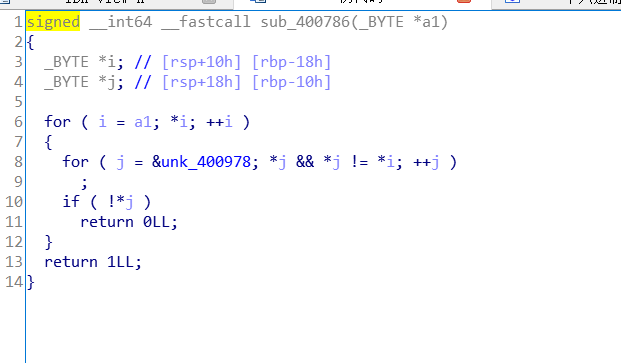 1 signed __int64 __fastcall sub_400786(_BYTE *a1)
2 {
3 _BYTE *i; // [rsp+10h] [rbp-18h]
4 _BYTE *j; // [rsp+18h] [rbp-10h]
5
6 for ( i = a1; *i; ++i )
7 {
8 for ( j = &unk_400978; *j && *j != *i; ++j )
9 ;
10 if ( !*j )
11 return 0LL;
12 }
13 return 1LL;
14 }